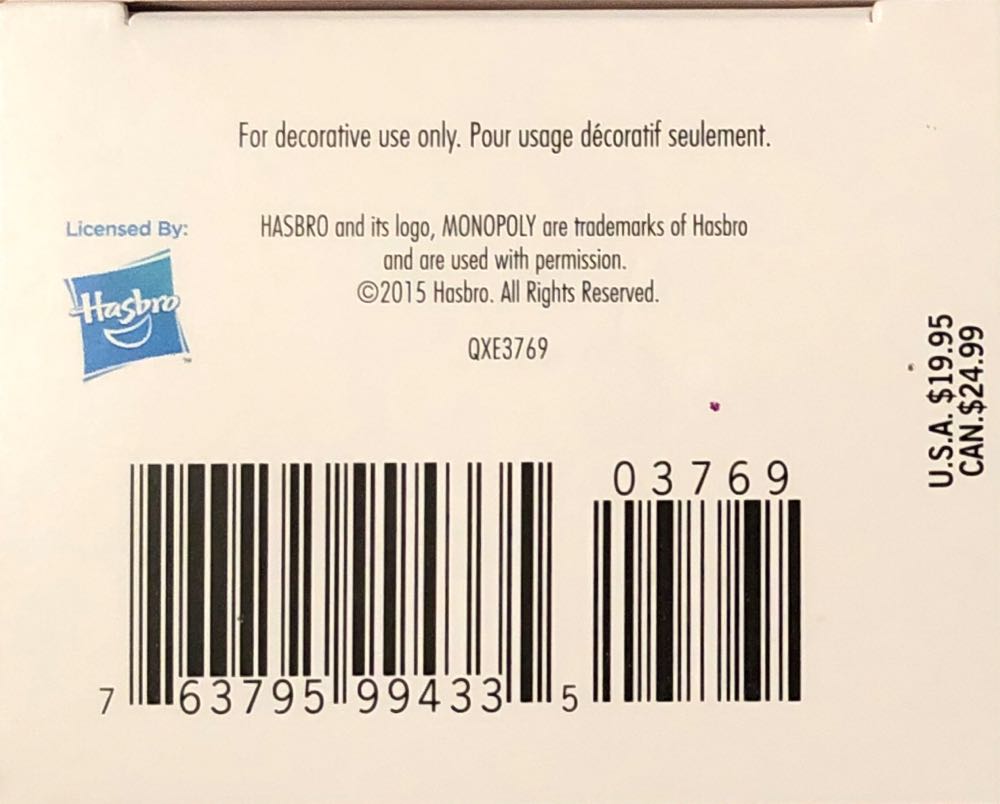 For decorative use only. Pour usage décoratif seulement.
Licensed By:
Hasbro
TM
HASBRO and its logo, MONOPOLY are trademarks of Hasbro
and are used with permission.
©2015 Hasbro. All Rights Reserved.
QXE3769
U.S.A. $19.95
CAN.$24.99
03769
7 63795 99433 5